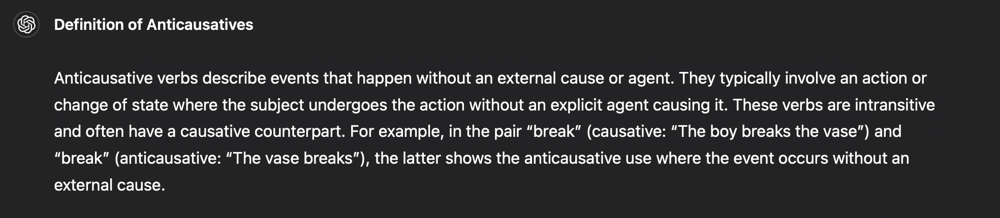 Definition of Anticausatives
Anticausative verbs describe events that happen without an external cause or agent. They typically involve an action or
change of state where the subject undergoes the action without an explicit agent causing it. These verbs are intransitive
and often have a causative counterpart. For example, in the pair “break” (causative: “The boy breaks the vase”) and
“break” (anticausative: “The vase breaks”), the latter shows the anticausative use where the event occurs without an
external cause.